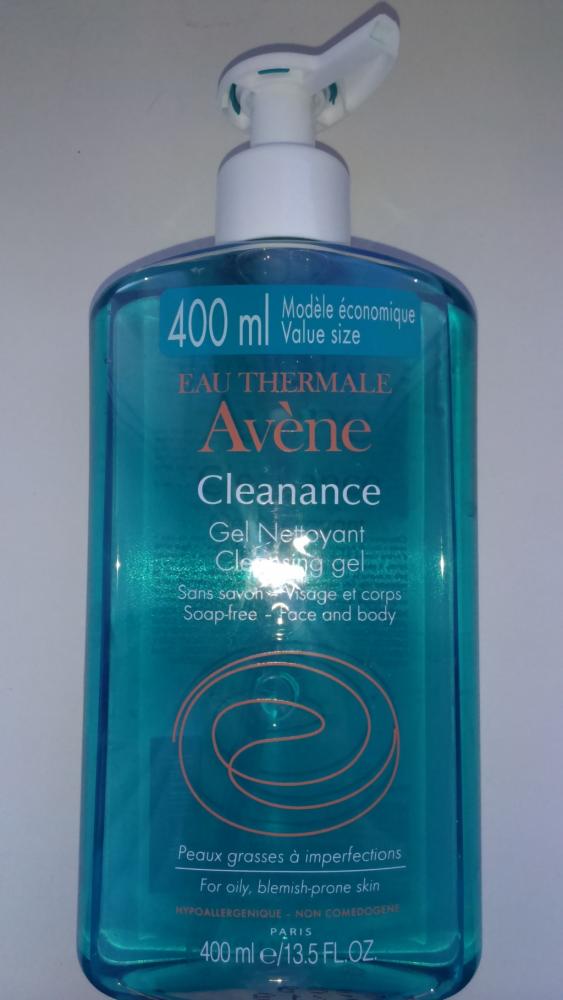 400 ml Modèle économique
Value size
EAU THERMALE
Avène
Cleanance
Gel Nettoyant
Cleansing gel
Sans savon - Visage et corps
Soap-free - Face and body
Peaux grasses à imperfections
For oily, blemish-prone skin
HYPOALLERGENIQUE - NON COMEDOGENE
PARIS
400 ml e/13.5 FL.OZ.